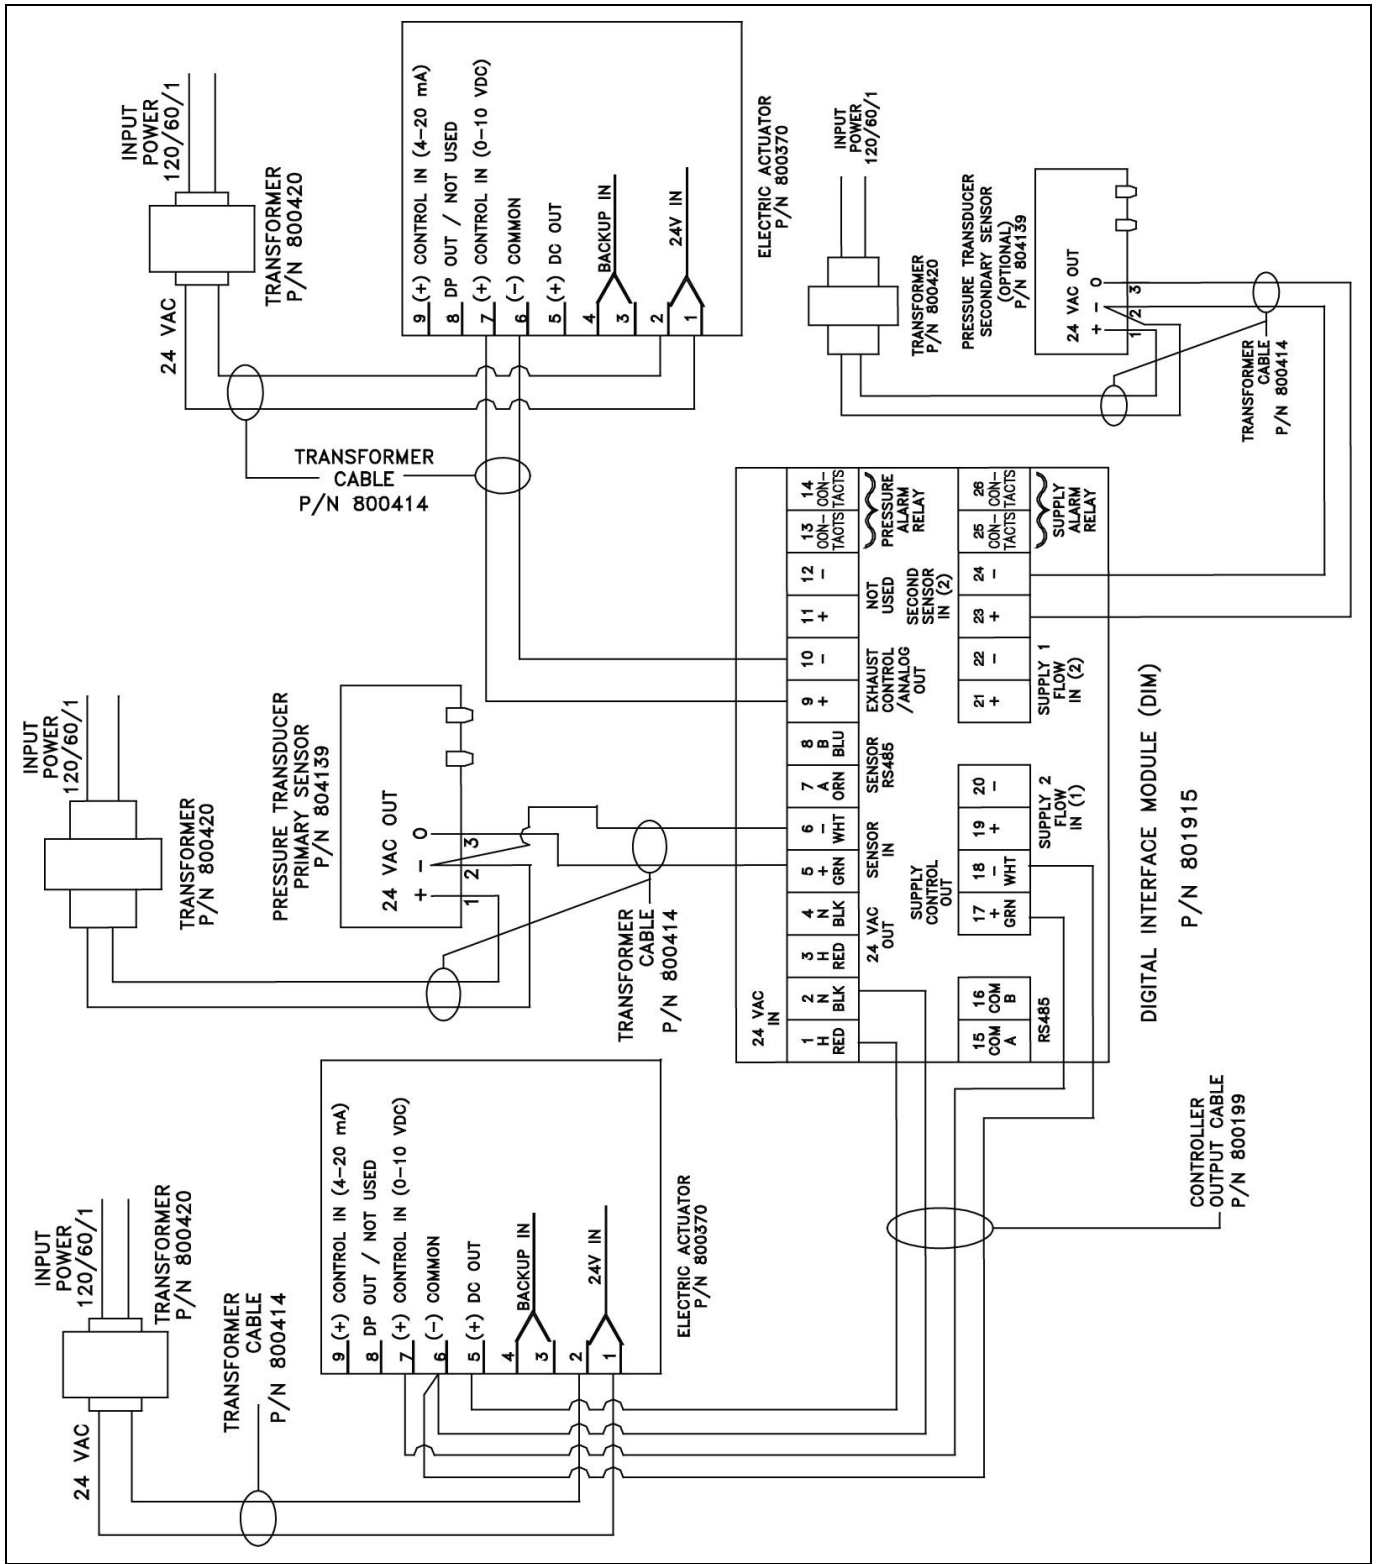 INPUT
POWER
120/60/1
24 VAC
TRANSFORMER
P/N 800420
TRANSFORMER
CABLE
P/N 800414
9 (+) CONTROL IN (4-20 mA)
8 DP OUT / NOT USED
7 (+) CONTROL IN (0-10 VDC)
6 (-) COMMON
5 (+) DC OUT
4
3
BACKUP IN
2
1
24V IN
ELECTRIC ACTUATOR
P/N 800370
INPUT
POWER
120/60/1
TRANSFORMER
P/N 800420
PRESSURE TRANSDUCER
PRIMARY SENSOR
P/N 804139
24 VAC OUT
+ - O
1 2 3
TRANSFORMER
CABLE
P/N 800414
INPUT
POWER
120/60/1
24 VAC
TRANSFORMER
P/N 800420
TRANSFORMER
CABLE
P/N 800414
9 (+) CONTROL IN (4-20 mA)
8 DP OUT / NOT USED
7 (+) CONTROL IN (0-10 VDC)
6 (-) COMMON
5 (+) DC OUT
4
3
BACKUP IN
2
1
24V IN
ELECTRIC ACTUATOR
P/N 800370
INPUT
POWER
120/60/1
TRANSFORMER
P/N 800420
PRESSURE TRANSDUCER
SECONDARY SENSOR
(OPTIONAL)
P/N 804139
24 VAC OUT
+ - O
1 2 3
TRANSFORMER
CABLE
P/N 800414
24 VAC
IN
1 2 3 4 5 6 7 8 9 10 11 12 13 14
H N H N + - A B + - + - CON- CON-
RED BLK RED BLK GRN WHT ORN BLU TACTS TACTS
24 VAC
OUT
SENSOR
IN
SENSOR
RS485
EXHAUST
CONTROL
/ANALOG
OUT
NOT
USED
PRESSURE
ALARM
RELAY
SUPPLY
CONTROL
OUT
SECOND
SENSOR
IN (2)
15 16 17 18 19 20 21 22 23 24 25 26
COM COM + - + - + - + - CON- CON-
A B GRN WHT TACTS TACTS
RS485
SUPPLY 2
FLOW
IN (1)
SUPPLY 1
FLOW
IN (2)
SUPPLY
ALARM
RELAY
DIGITAL INTERFACE MODULE (DIM)
P/N 801915
CONTROLLER
OUTPUT CABLE
P/N 800199